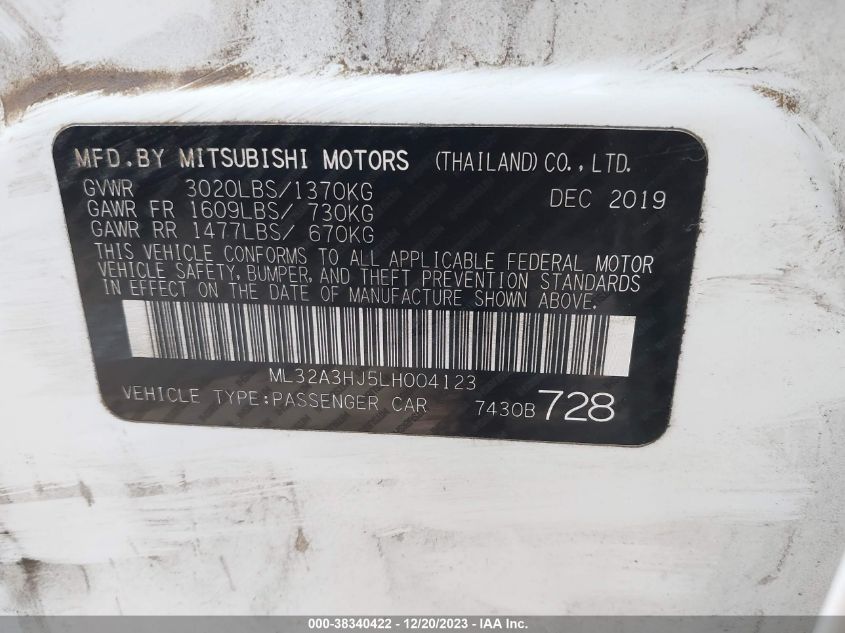 MFD.BY MITSUBISHI MOTORS (THAILAND) CO., LTD.
GVWR 3020LBS/1370KG DEC 2019
GAWR FR 1609LBS/ 730KG
GAWR RR 1477LBS/ 670KG
THIS VEHICLE CONFORMS TO ALL APPLICABLE FEDERAL MOTOR
VEHICLE SAFETY, BUMPER, AND THEFT PREVENTION STANDARDS
IN EFFECT ON THE DATE OF MANUFACTURE SHOWN ABOVE.
ML32A3HJ5LH004123
VEHICLE TYPE:PASSENGER CAR 7430B 728
000-38340422 - 12/20/2023 - IAA Inc.